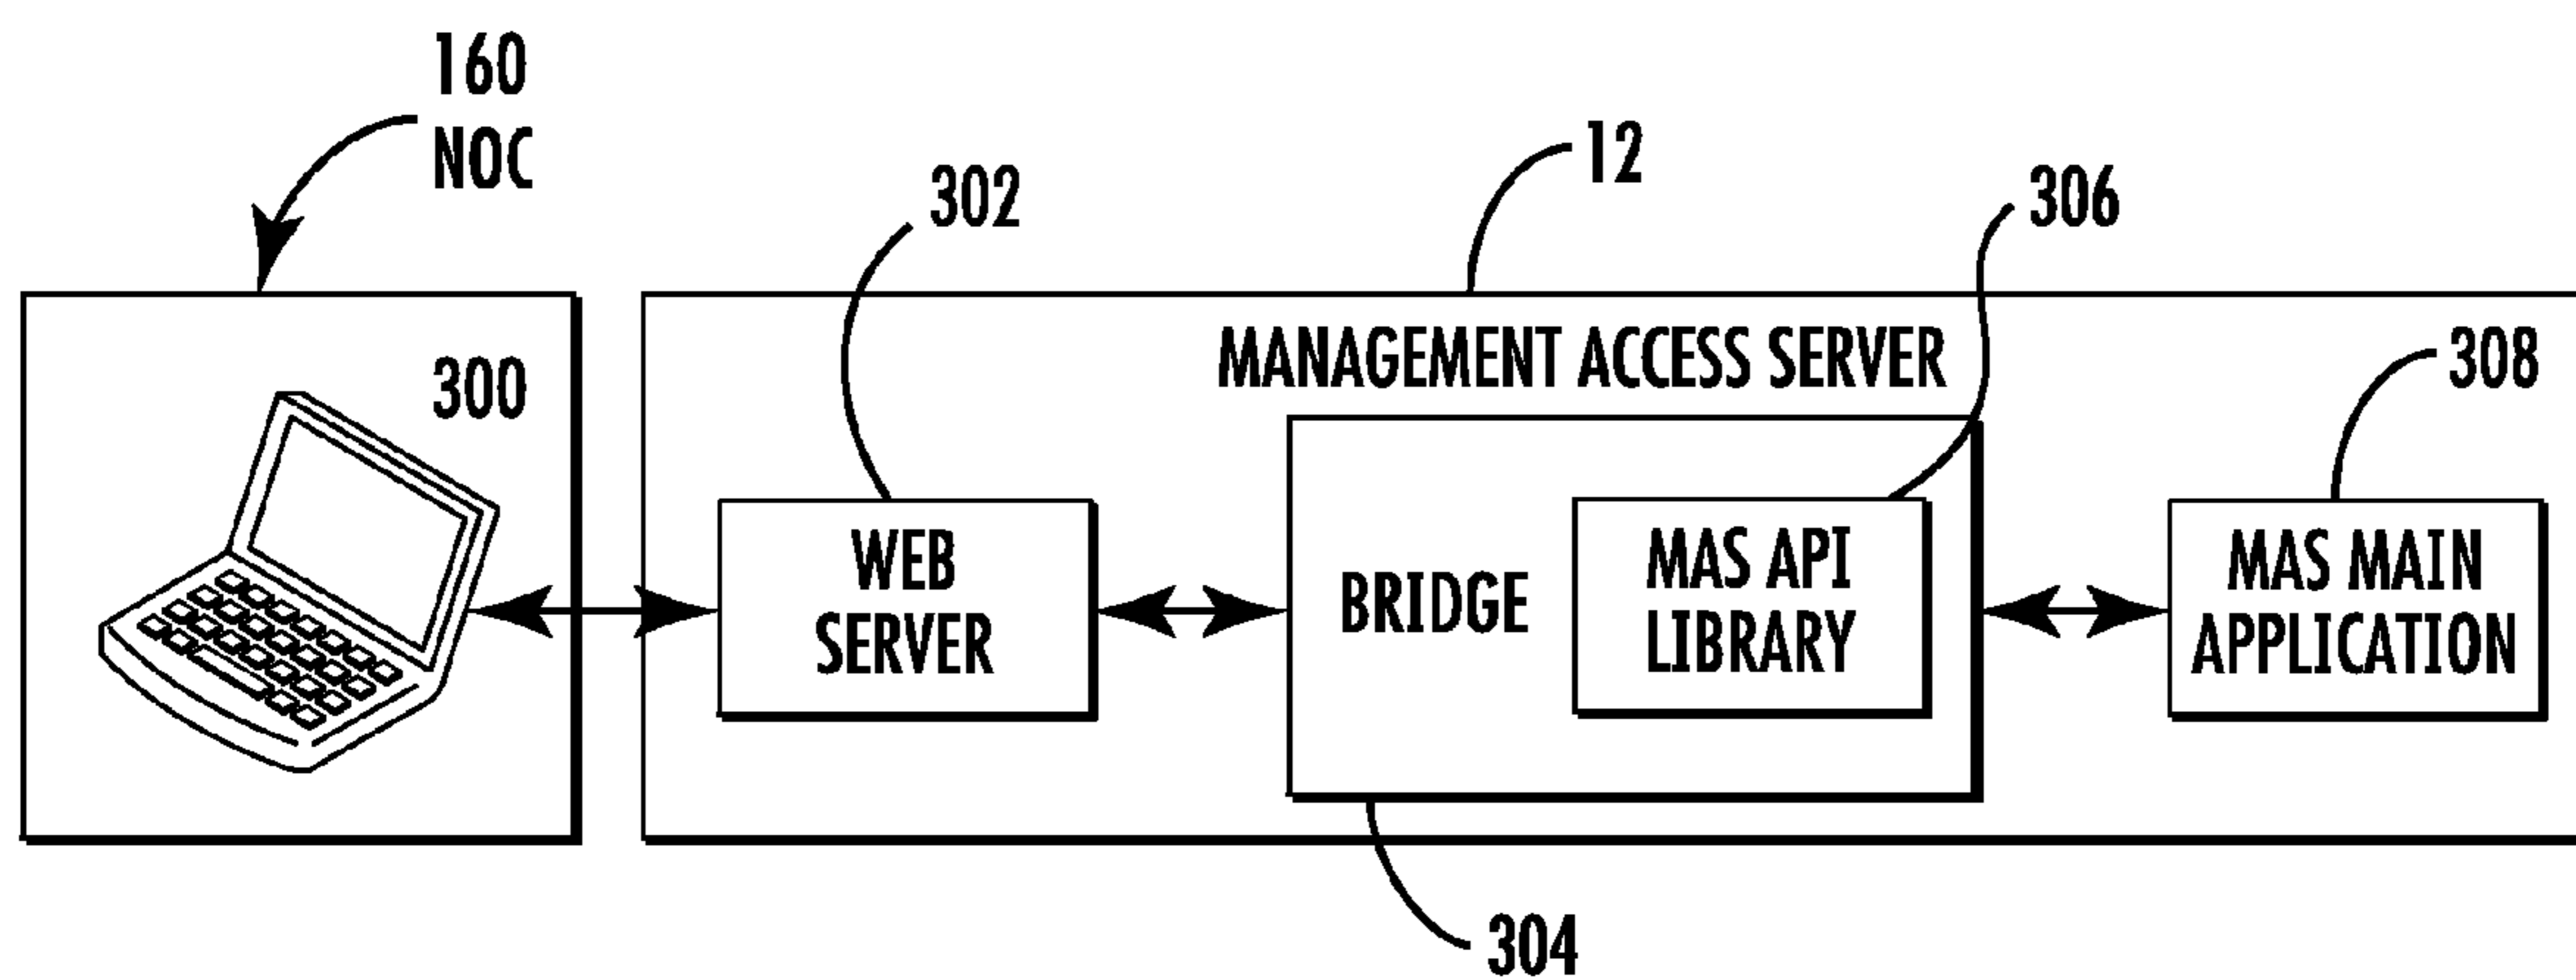 160
NOC
302
12
306
300
MANAGEMENT ACCESS SERVER
308
WEB
SERVER
BRIDGE
MAS API
LIBRARY
MAS MAIN
APPLICATION
304